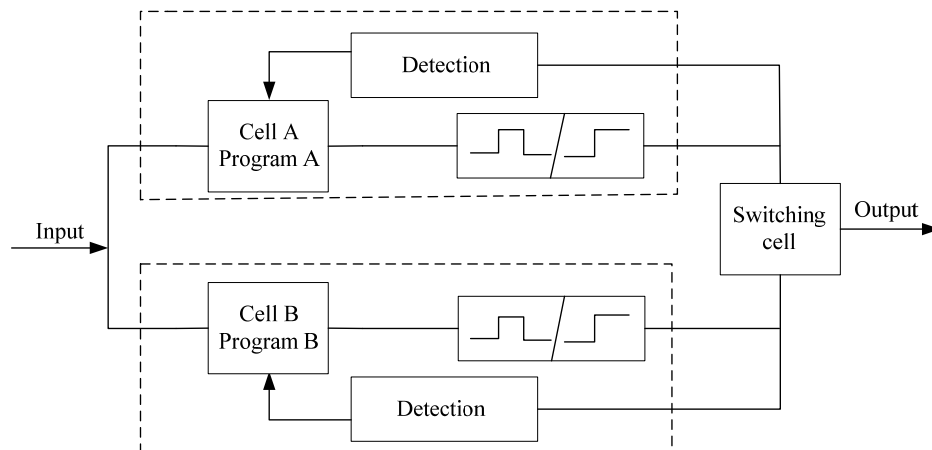 Detection
Cell A
Program A
Input
Switching
cell
Output
Cell B
Program B
Detection